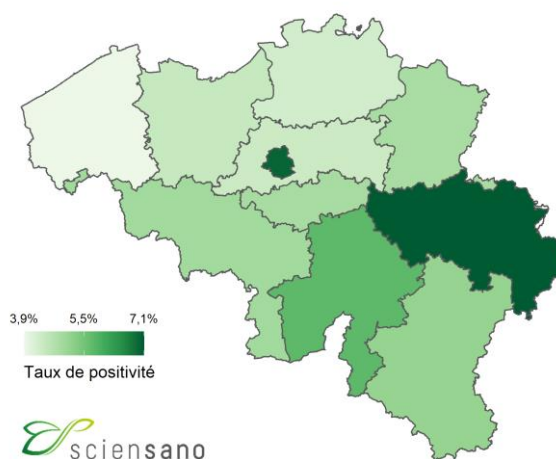 3,9% 5,5% 7,1%
Taux de positivité
sciensano